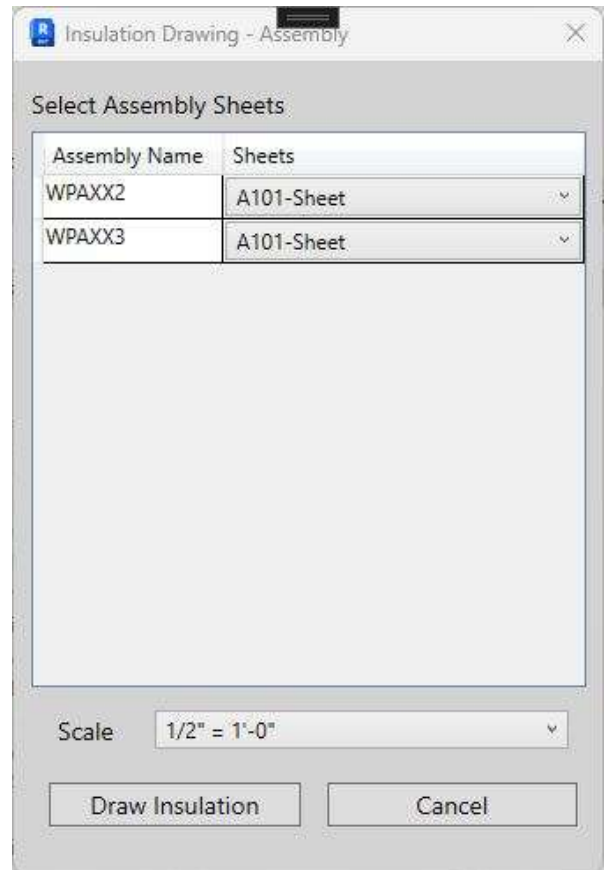 Insulation Drawing - Assembly
Select Assembly Sheets
Assembly Name Sheets
WPAXX2 A101-Sheet
WPAXX3 A101-Sheet
Scale 1/2" = 1'-0"
Draw Insulation Cancel